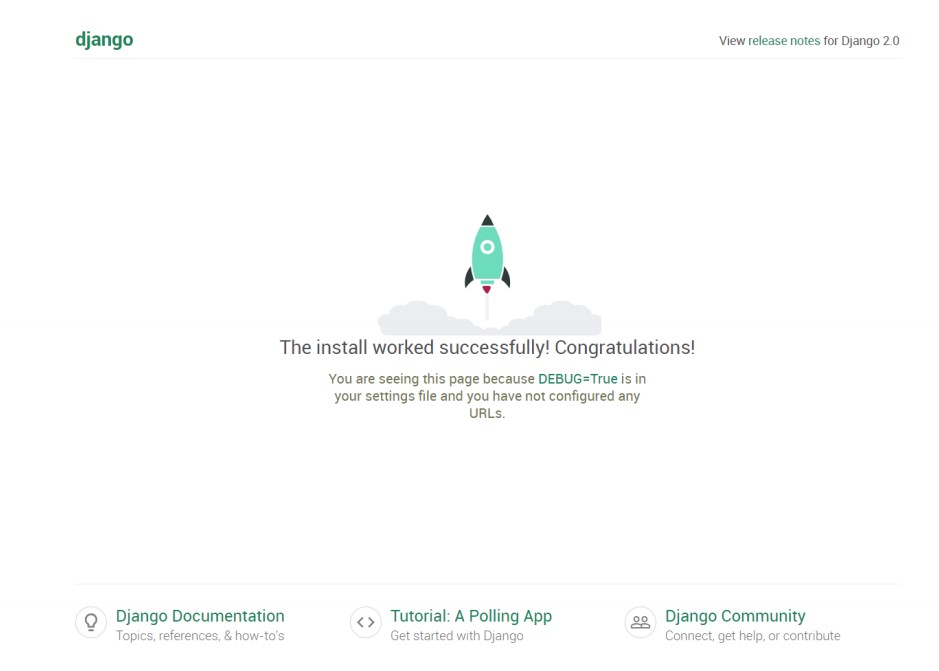 django
View release notes for Django 2.0
The install worked successfully! Congratulations!
You are seeing this page because DEBUG=True is in
your settings file and you have not configured any
URLs.
Django Documentation
Topics, references, & how-to's
Tutorial: A Polling App
Get started with Django
Django Community
Connect, get help, or contribute